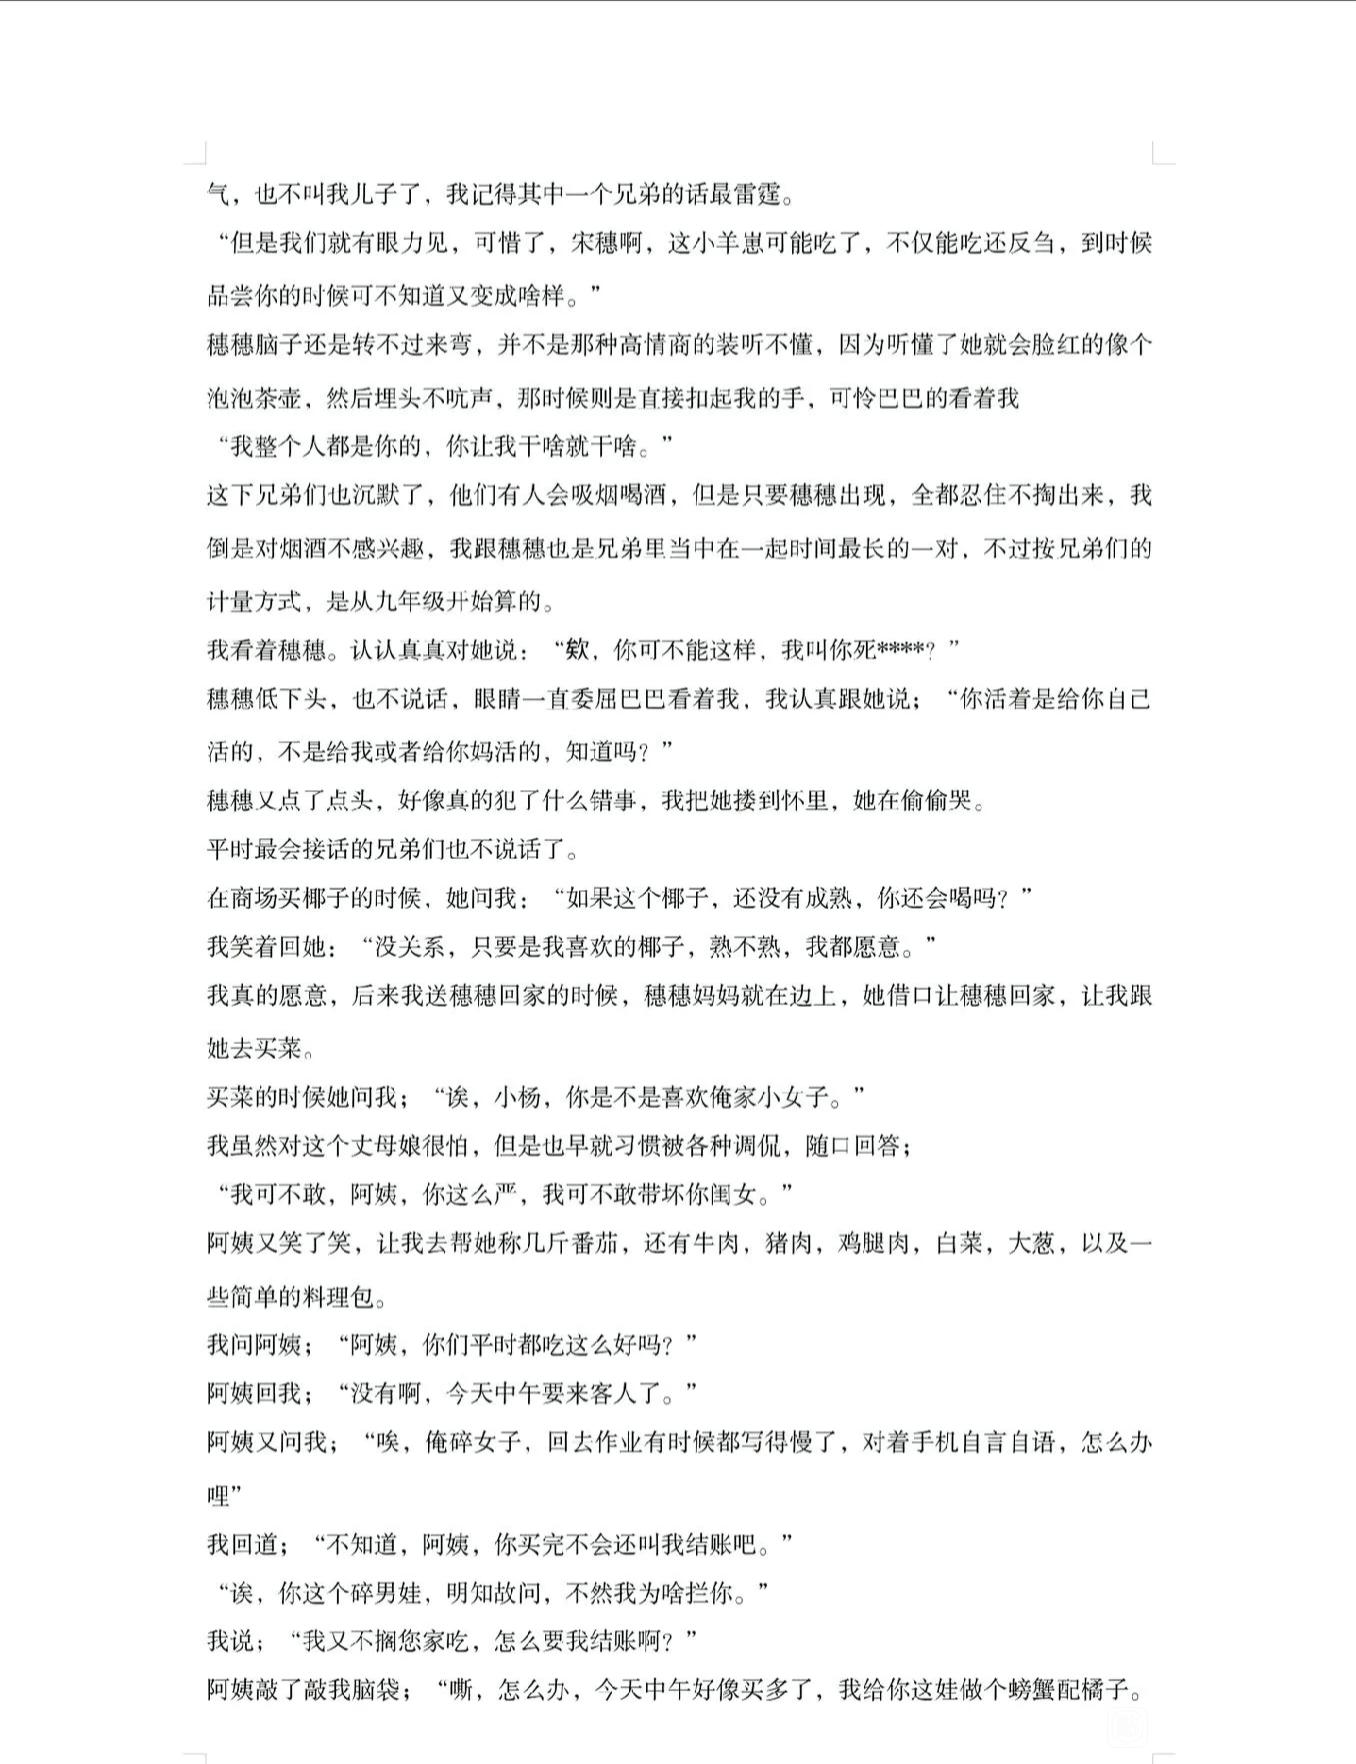 气，也不叫我儿子了，我记得其中一个兄弟的话最雷霆。
“但是我们就有眼力见，可惜了，宋穗啊，这小羊崽可能吃了，不仅能吃还反刍，到时候
品尝你的时候可不知道又变成啥样。”
穗穗脑子还是转不过来弯，并不是那种高情商的装听不懂，因为听懂了她就会脸红的像个
泡泡茶壶，然后埋头不吭声，那时候则是直接扣起我的手，可怜巴巴的看着我
“我整个人都是你的，你让我干啥就干啥。”
这下兄弟们也沉默了，他们有人会吸烟喝酒，但是只要穗穗出现，全都忍住不掏出来，我
倒是对烟酒不感兴趣，我跟穗穗也是兄弟里当中在一起时间最长的一对，不过按兄弟们的
计量方式，是从九年级开始算的。
我看着穗穗。认认真真对她说：“欸，你可不能这样，我叫你死****？”
穗穗低下头，也不说话，眼睛一直委屈巴巴看着我，我认真跟她说；“你活着是给你自己
活的，不是给我或者给你妈活的，知道吗？”
穗穗又点了点头，好像真的犯了什么错事，我把她搂到怀里，她在偷偷哭。
平时最会接话的兄弟们也不说话了。
在商场买椰子的时候，她问我：“如果这个椰子，还没有成熟，你还会喝吗？”
我笑着回她：“没关系，只要是我喜欢的椰子，熟不熟，我都愿意。”
我真的愿意，后来我送穗穗回家的时候，穗穗妈妈就在边上，她借口让穗穗回家，让我跟
她去买菜。
买菜的时候她问我；“诶，小杨，你是不是喜欢俺家小女子。”
我虽然对这个丈母娘很怕，但是也早就习惯被各种调侃，随口回答；
“我可不敢，阿姨，你这么严，我可不敢带坏你闺女。”
阿姨又笑了笑，让我去帮她称几斤番茄，还有牛肉，猪肉，鸡腿肉，白菜，大葱，以及一
些简单的料理包。
我问阿姨；“阿姨，你们平时都吃这么好吗？”
阿姨回我；“没有啊，今天中午要来客人了。”
阿姨又问我；“唉，俺碎女子，回去作业有时候都写得慢了，对着手机自言自语，怎么办
哩”
我回道；“不知道，阿姨，你买完不会还叫我结账吧。”
“诶，你这个碎男娃，明知故问，不然我为啥拦你。”
我说；“我又不搁您家吃，怎么要我结账啊？”
阿姨敲了敲我脑袋；“嘶，怎么办，今天中午好像买多了，我给你这娃做个螃蟹配橘子。